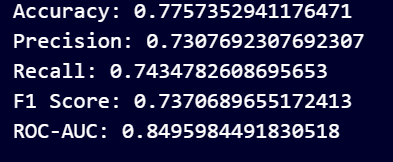 Accuracy: 0.7757352941176471
Precision: 0.7307692307692307
Recall: 0.7434782608695653
F1 Score: 0.7370689655172413
ROC-AUC: 0.8495984491830518